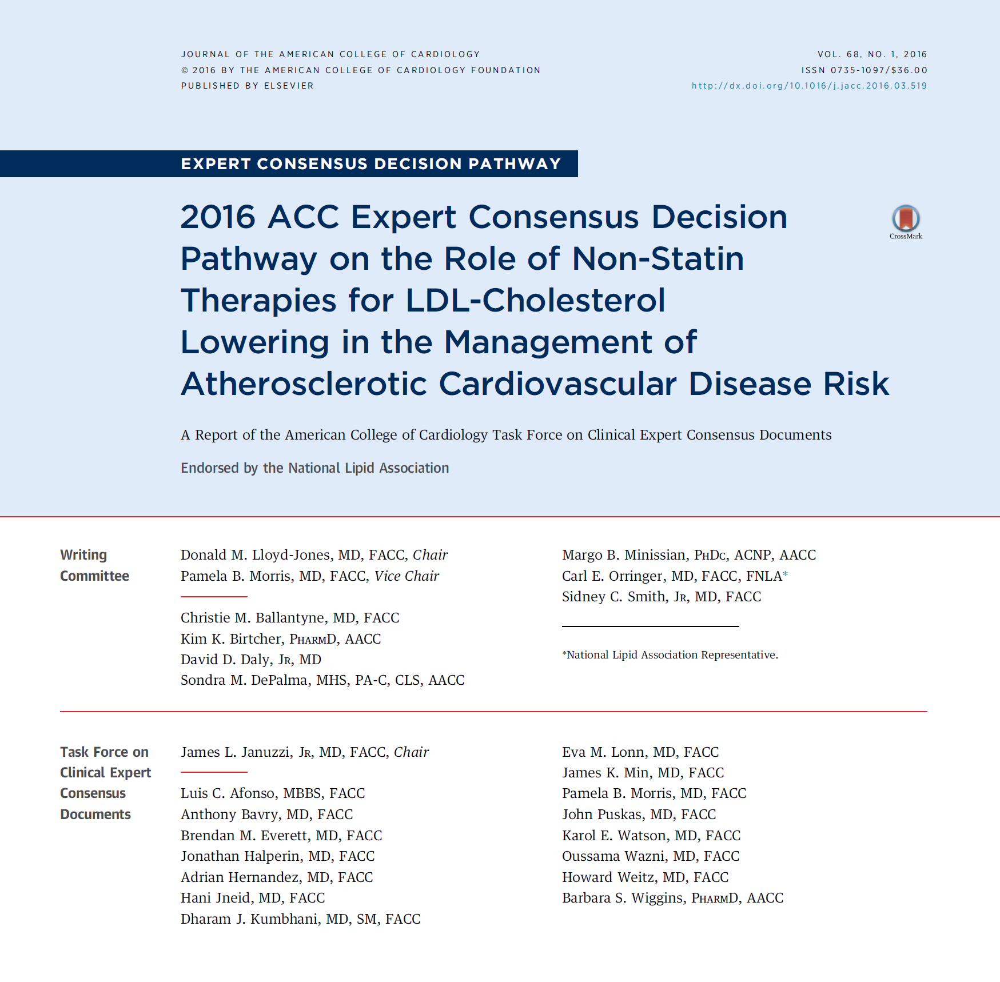 JOURNAL OF THE AMERICAN COLLEGE OF CARDIOLOGY
© 2016 BY THE AMERICAN COLLEGE OF CARDIOLOGY FOUNDATION
PUBLISHED BY ELSEVIER
VOL. 68, NO. 1, 2016
ISSN 0735-1097/$36.00
http://dx.doi.org/10.1016/j.jacc.2016.03.519
EXPERT CONSENSUS DECISION PATHWAY
2016 ACC Expert Consensus Decision
Pathway on the Role of Non-Statin
Therapies for LDL-Cholesterol
Lowering in the Management of
Atherosclerotic Cardiovascular Disease Risk
CrossMark
A Report of the American College of Cardiology Task Force on Clinical Expert Consensus Documents
Endorsed by the National Lipid Association
Writing
Committee
Donald M. Lloyd-Jones, MD, FACC, Chair
Pamela B. Morris, MD, FACC, Vice Chair
Christie M. Ballantyne, MD, FACC
Kim K. Birtcher, PHARMD, AACC
David D. Daly, JR, MD
Sondra M. DePalma, MHS, PA-C, CLS, AACC
Margo B. Minissian, PHDC, ACNP, AACC
Carl E. Orringer, MD, FACC, FNLA*
Sidney C. Smith, JR, MD, FACC
*National Lipid Association Representative.
Task Force on
Clinical Expert
Consensus
Documents
James L. Januzzi, JR, MD, FACC, Chair
Luis C. Afonso, MBBS, FACC
Anthony Bavry, MD, FACC
Brendan M. Everett, MD, FACC
Jonathan Halperin, MD, FACC
Adrian Hernandez, MD, FACC
Hani Jneid, MD, FACC
Dharam J. Kumbhani, MD, SM, FACC
Eva M. Lonn, MD, FACC
James K. Min, MD, FACC
Pamela B. Morris, MD, FACC
John Puskas, MD, FACC
Karol E. Watson, MD, FACC
Oussama Wazni, MD, FACC
Howard Weitz, MD, FACC
Barbara S. Wiggins, PHARMD, AACC